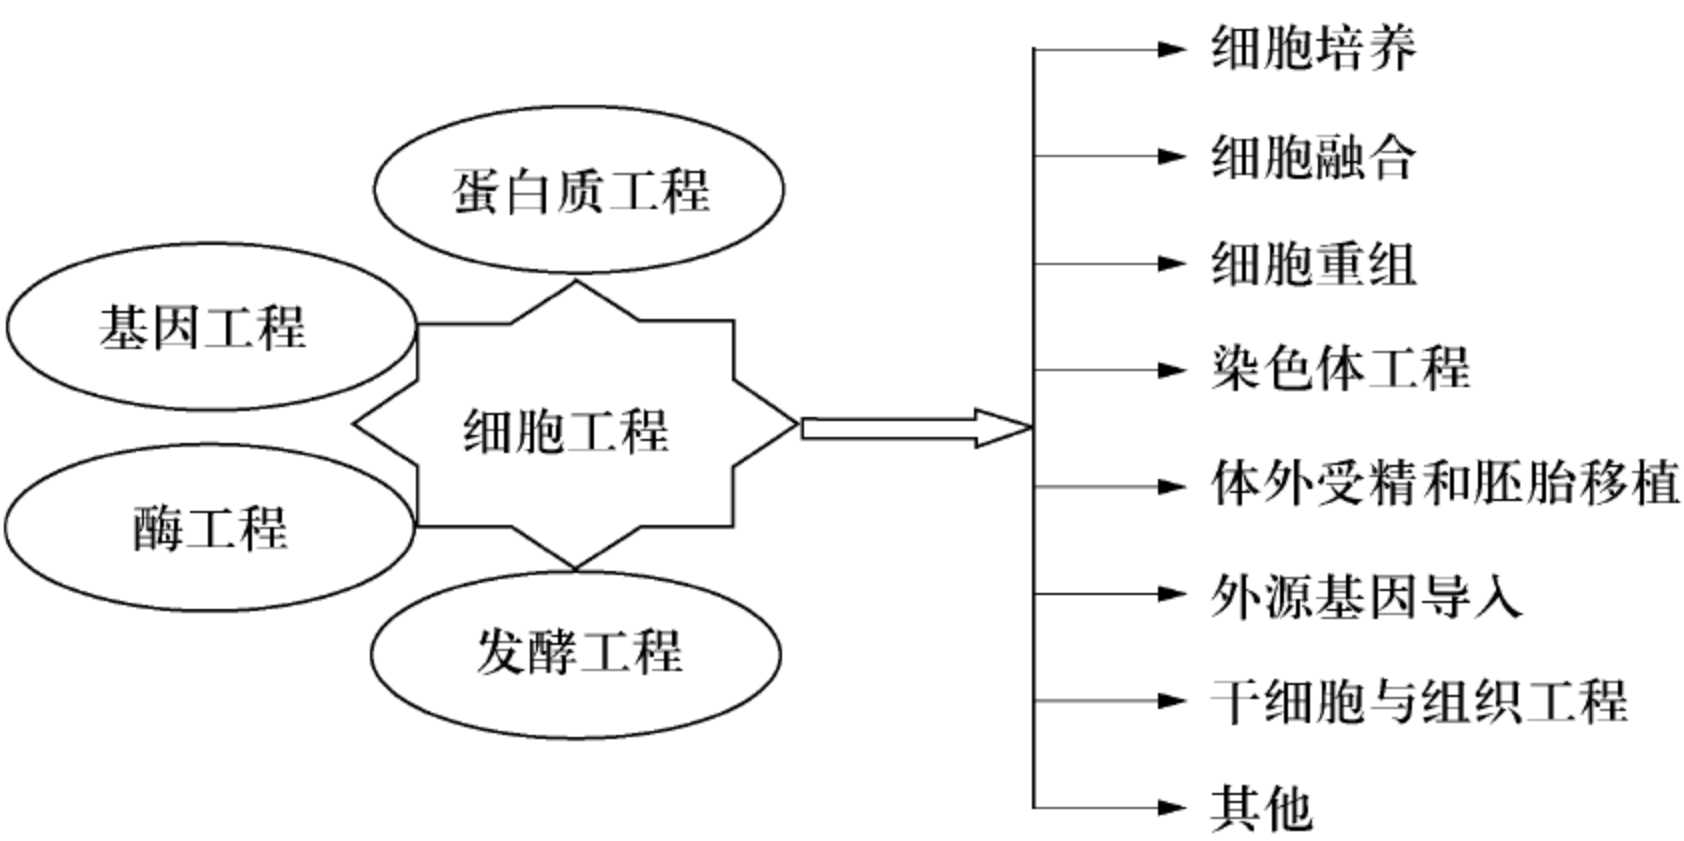 蛋白质工程
基因工程
细胞工程
酶工程
发酵工程
细胞培养
细胞融合
细胞重组
染色体工程
体外受精和胚胎移植
外源基因导入
干细胞与组织工程
其他